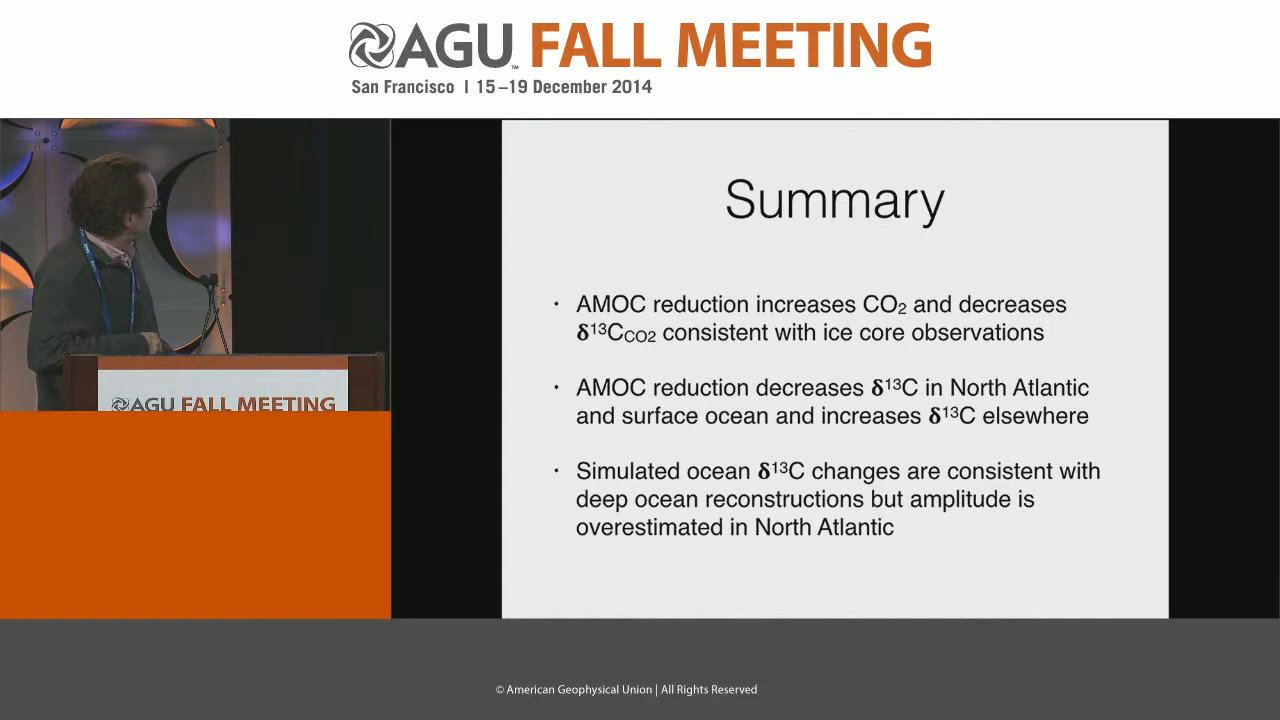 AGU™ FALL MEETING
San Francisco | 15–19 December 2014
Summary
• AMOC reduction increases CO₂ and decreases
δ¹³C_CO2 consistent with ice core observations
• AMOC reduction decreases δ¹³C in North Atlantic
and surface ocean and increases δ¹³C elsewhere
• Simulated ocean δ¹³C changes are consistent with
deep ocean reconstructions but amplitude is
overestimated in North Atlantic
AGU FALL MEETING
© American Geophysical Union | All Rights Reserved